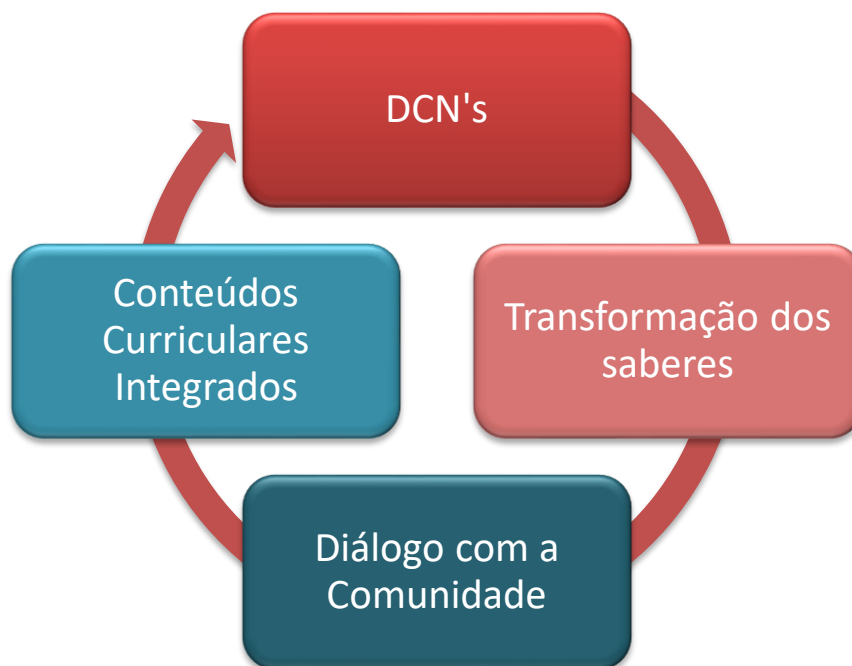 DCN's
Transformação dos
saberes
Diálogo com a
Comunidade
Conteúdos
Curriculares
Integrados